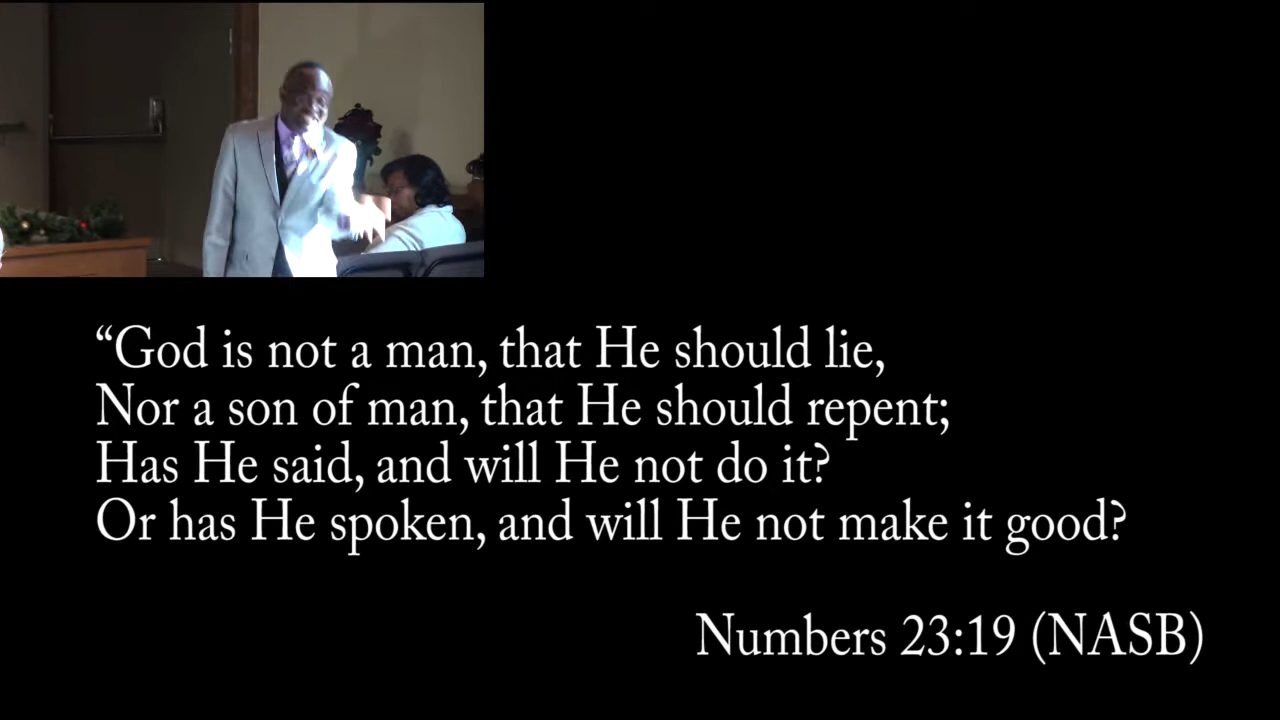 “God is not a man, that He should lie,
Nor a son of man, that He should repent;
Has He said, and will He not do it?
Or has He spoken, and will He not make it good?
Numbers 23:19 (NASB)